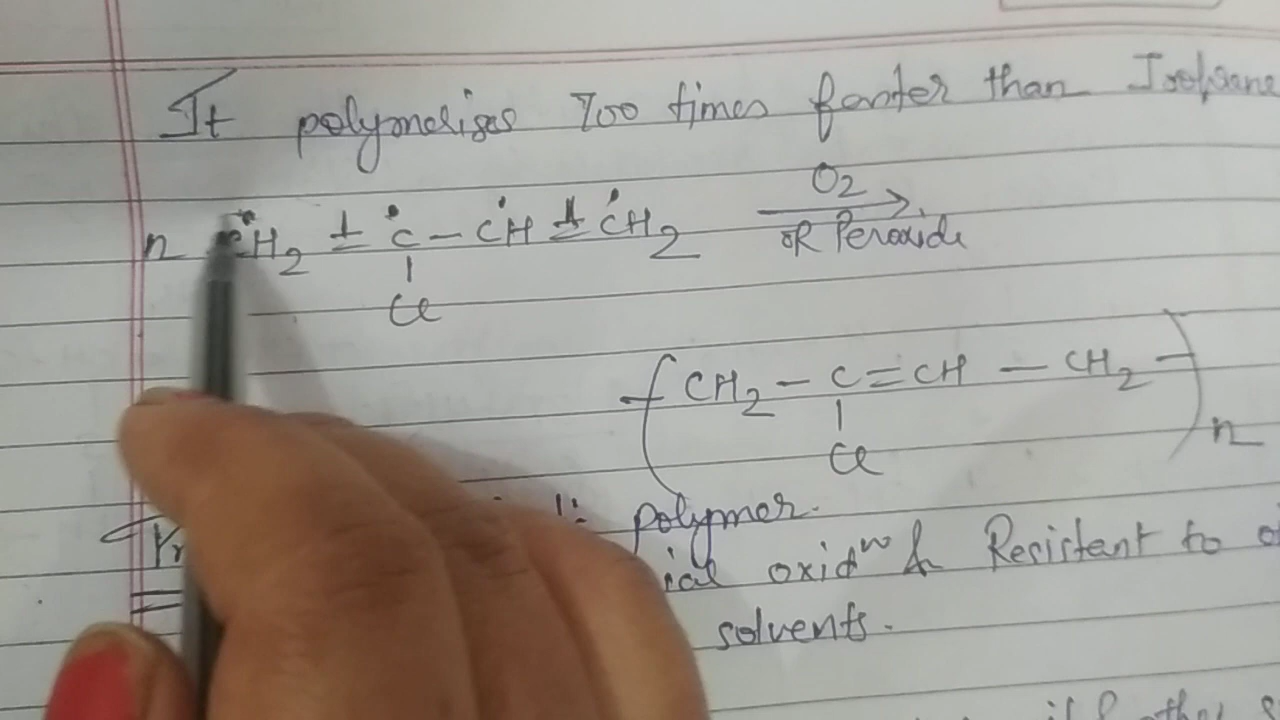 It polymerises 700 times faster than
n CH2 = C - CH = CH2 O2 or Peroxide
Cl
( CH2 - C = CH - CH2 )n
Cl
polymer.
oxidn & Resistant to
solvents.